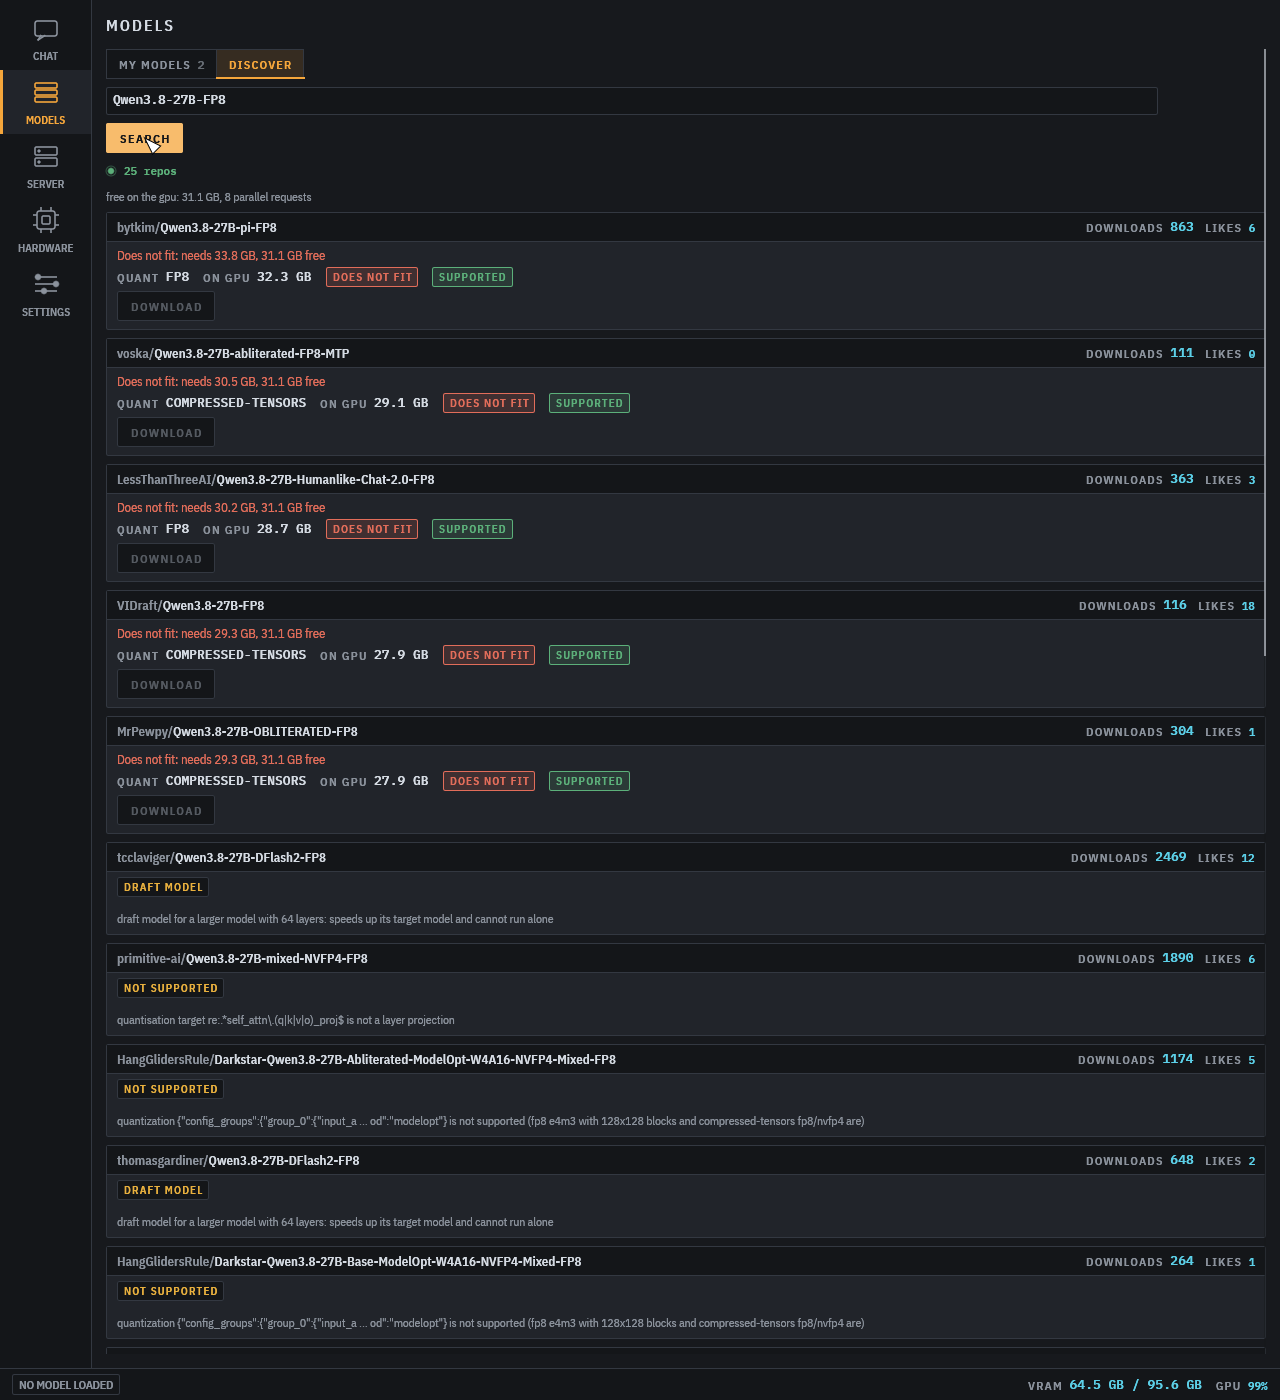 MODELS
CHAT
MODELS
SERVER
HARDWARE
SETTINGS
MY MODELS 2 DISCOVER
Qwen3.8-27B-FP8
SEARCH
25 repos
free on the gpu: 31.1 GB, 8 parallel requests
bytkim/Qwen3.8-27B-pi-FP8 DOWNLOADS 863 LIKES 6
Does not fit: needs 33.8 GB, 31.1 GB free
QUANT FP8 ON GPU 32.3 GB DOES NOT FIT SUPPORTED
DOWNLOAD
voska/Qwen3.8-27B-abliterated-FP8-MTP DOWNLOADS 111 LIKES 0
Does not fit: needs 30.5 GB, 31.1 GB free
QUANT COMPRESSED-TENSORS ON GPU 29.1 GB DOES NOT FIT SUPPORTED
DOWNLOAD
LessThanThreeAI/Qwen3.8-27B-Humanlike-Chat-2.0-FP8 DOWNLOADS 363 LIKES 3
Does not fit: needs 30.2 GB, 31.1 GB free
QUANT FP8 ON GPU 28.7 GB DOES NOT FIT SUPPORTED
DOWNLOAD
VIDraft/Qwen3.8-27B-FP8 DOWNLOADS 116 LIKES 18
Does not fit: needs 29.3 GB, 31.1 GB free
QUANT COMPRESSED-TENSORS ON GPU 27.9 GB DOES NOT FIT SUPPORTED
DOWNLOAD
MrPewpy/Qwen3.8-27B-OBLITERATED-FP8 DOWNLOADS 304 LIKES 1
Does not fit: needs 29.3 GB, 31.1 GB free
QUANT COMPRESSED-TENSORS ON GPU 27.9 GB DOES NOT FIT SUPPORTED
DOWNLOAD
tcclaviger/Qwen3.8-27B-DFlash2-FP8 DOWNLOADS 2469 LIKES 12
DRAFT MODEL
draft model for a larger model with 64 layers: speeds up its target model and cannot run alone
primitive-ai/Qwen3.8-27B-mixed-NVFP4-FP8 DOWNLOADS 1890 LIKES 6
NOT SUPPORTED
quantisation target re:.*self_attn\.(q|k|v|o)_proj$ is not a layer projection
HangGlidersRule/Darkstar-Qwen3.8-27B-Abliterated-ModelOpt-W4A16-NVFP4-Mixed-FP8 DOWNLOADS 1174 LIKES 5
NOT SUPPORTED
quantization {"config_groups":{"group_0":{"input_a ... od":"modelopt"} is not supported (fp8 e4m3 with 128x128 blocks and compressed-tensors fp8/nvfp4 are)
thomasgardiner/Qwen3.8-27B-DFlash2-FP8 DOWNLOADS 648 LIKES 2
DRAFT MODEL
draft model for a larger model with 64 layers: speeds up its target model and cannot run alone
HangGlidersRule/Darkstar-Qwen3.8-27B-Base-ModelOpt-W4A16-NVFP4-Mixed-FP8 DOWNLOADS 264 LIKES 1
NOT SUPPORTED
quantization {"config_groups":{"group_0":{"input_a ... od":"modelopt"} is not supported (fp8 e4m3 with 128x128 blocks and compressed-tensors fp8/nvfp4 are)
NO MODEL LOADED VRAM 64.5 GB / 95.6 GB GPU 99%